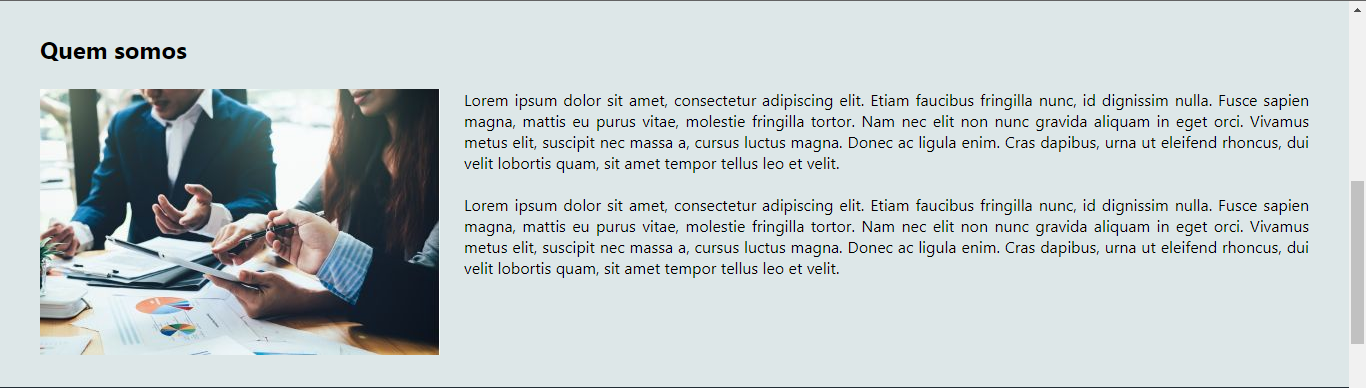 Quem somos
Lorem ipsum dolor sit amet, consectetur adipiscing elit. Etiam faucibus fringilla nunc, id dignissim nulla. Fusce sapien
magna, mattis eu purus vitae, molestie fringilla tortor. Nam nec elit non nunc gravida aliquam in eget orci. Vivamus
metus elit, suscipit nec massa a, cursus luctus magna. Donec ac ligula enim. Cras dapibus, urna ut eleifend rhoncus, dui
velit lobortis quam, sit amet tempor tellus leo et velit.
Lorem ipsum dolor sit amet, consectetur adipiscing elit. Etiam faucibus fringilla nunc, id dignissim nulla. Fusce sapien
magna, mattis eu purus vitae, molestie fringilla tortor. Nam nec elit non nunc gravida aliquam in eget orci. Vivamus
metus elit, suscipit nec massa a, cursus luctus magna. Donec ac ligula enim. Cras dapibus, urna ut eleifend rhoncus, dui
velit lobortis quam, sit amet tempor tellus leo et velit.